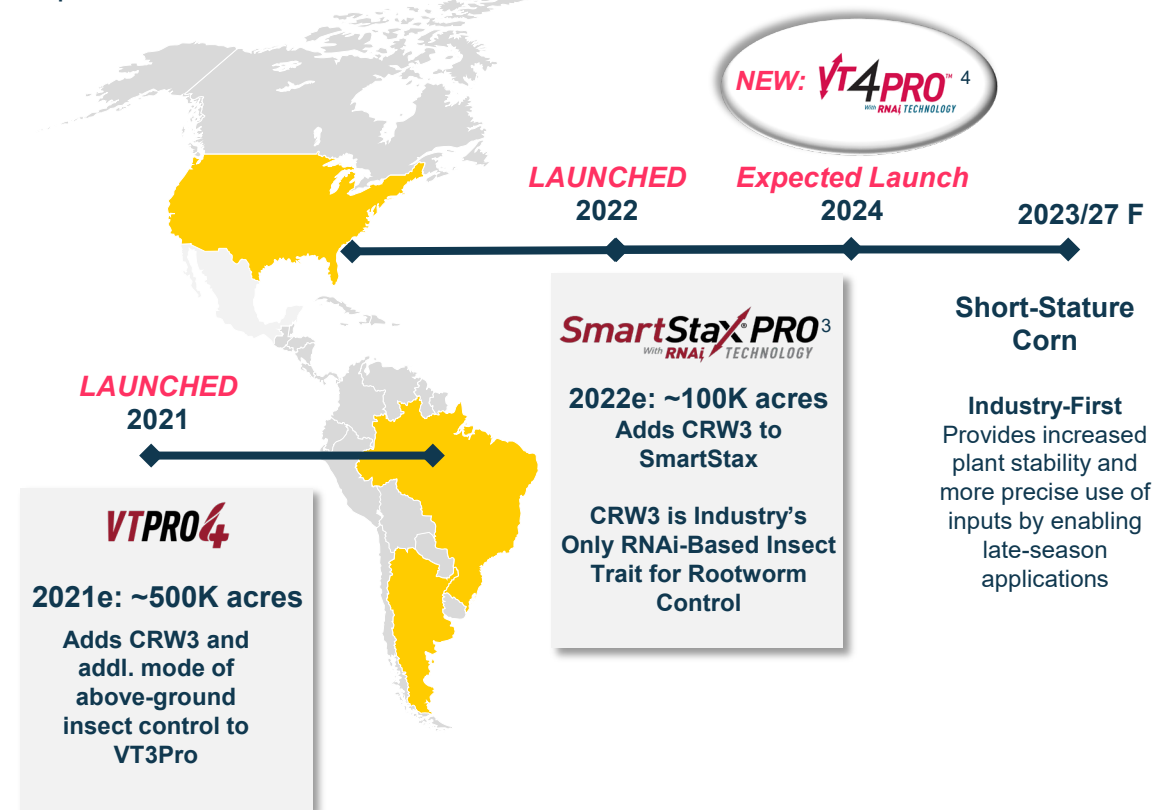 NEW: VT4PRO™ 4
With RNAi TECHNOLOGY
LAUNCHED
2022
Expected Launch
2024
2023/27 F
SmartStax® PRO 3
With RNAi TECHNOLOGY
2022e: ~100K acres
Adds CRW3 to
SmartStax
CRW3 is Industry's
Only RNAi-Based Insect
Trait for Rootworm
Control
Short-Stature
Corn
Industry-First
Provides increased
plant stability and
more precise use of
inputs by enabling
late-season
applications
LAUNCHED
2021
VTPRO4
2021e: ~500K acres
Adds CRW3 and
addl. mode of
above-ground
insect control to
VT3Pro